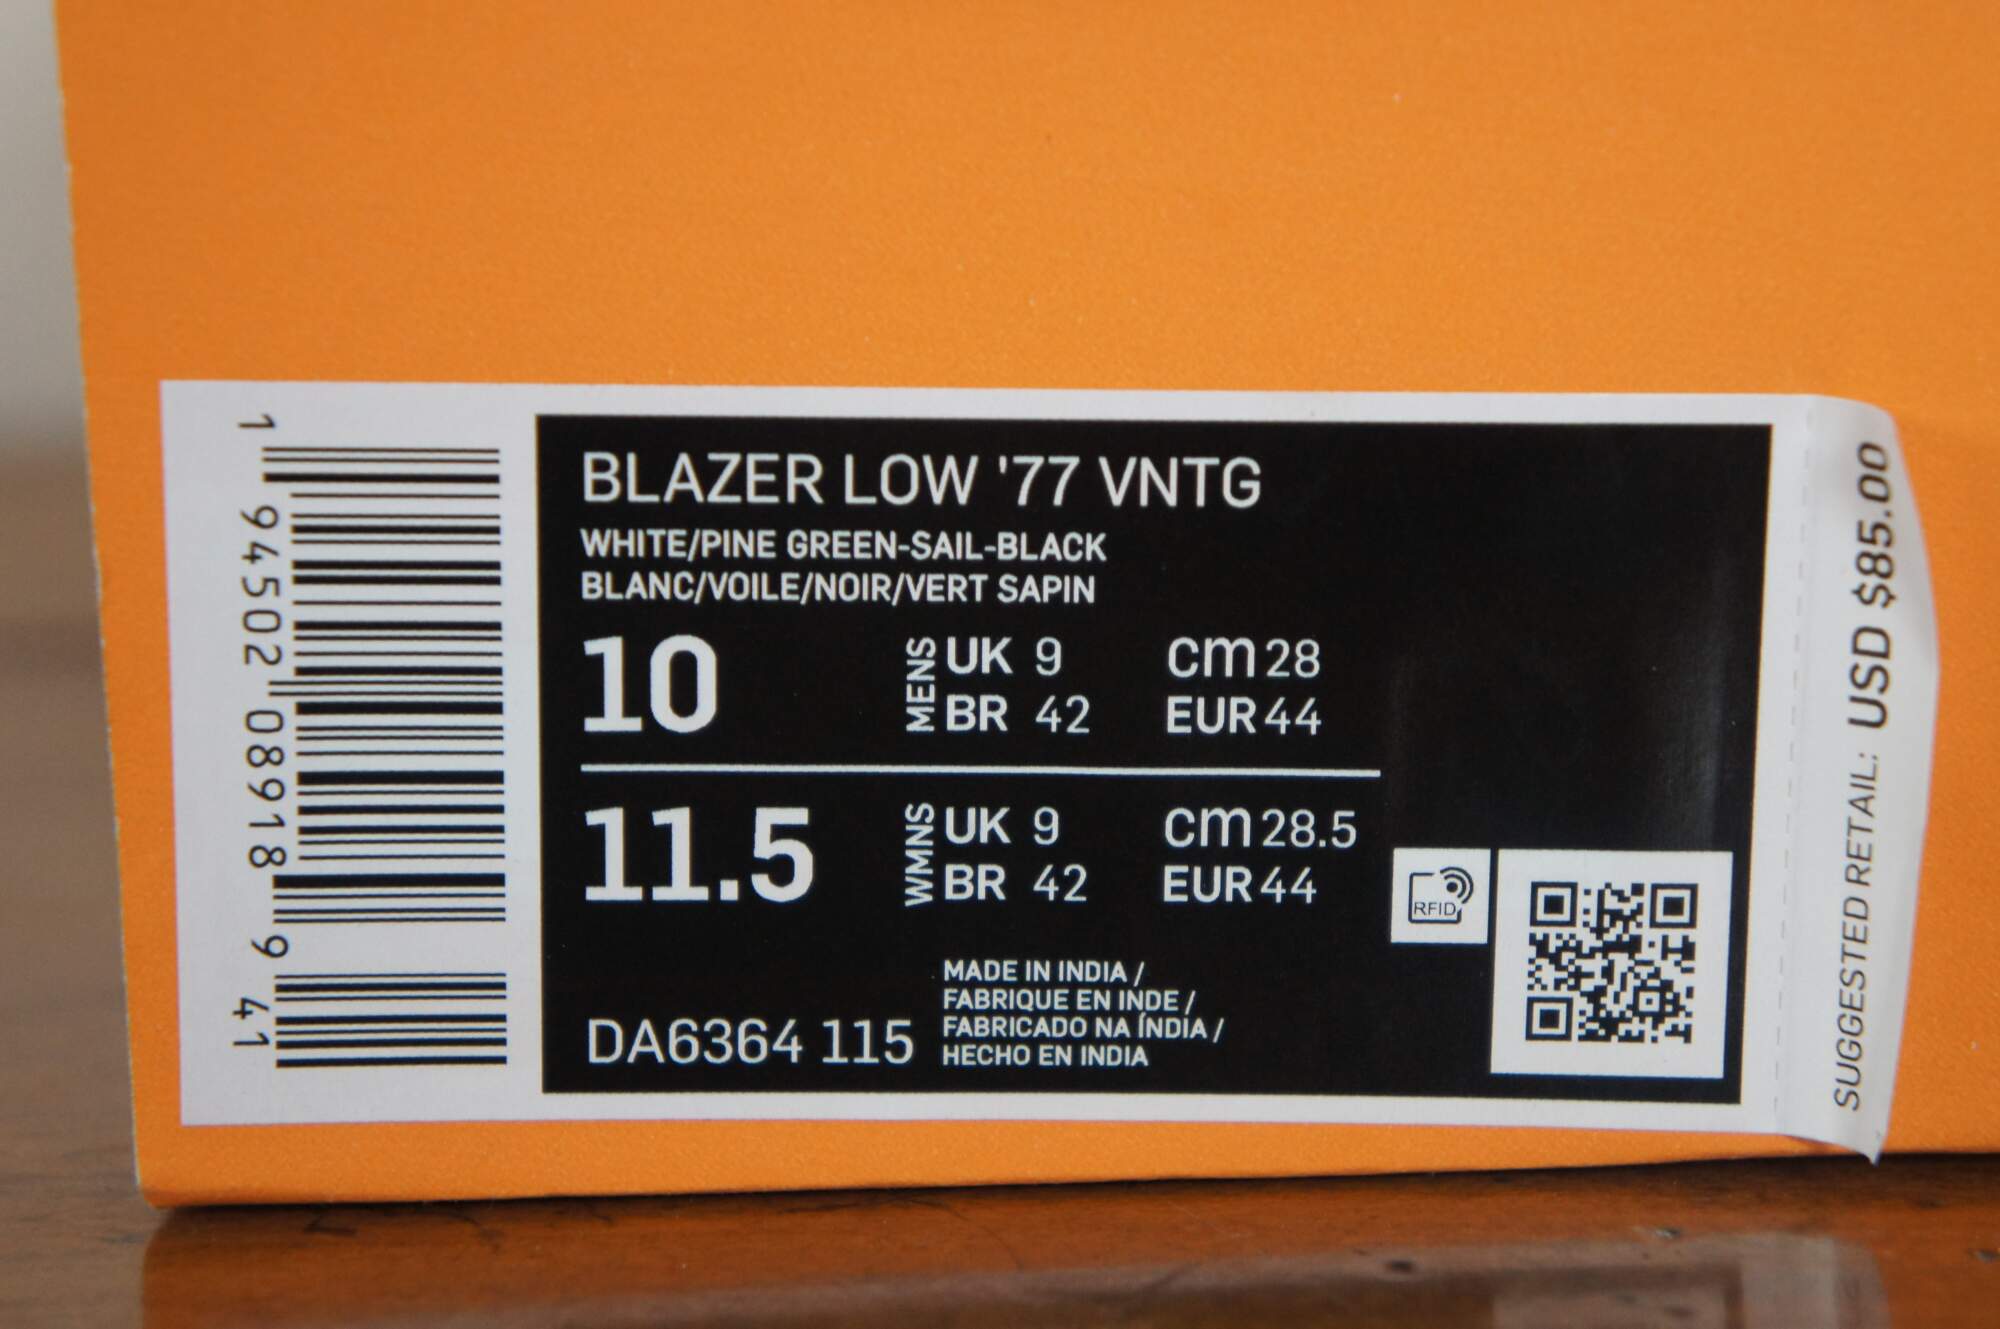 BLAZER LOW '77 VNTG
WHITE/PINE GREEN-SAIL-BLACK
BLANC/VOILE/NOIR/VERT SAPIN
10 MENS UK 9 cm 28
BR 42 EUR 44
11.5 WMNS UK 9 cm 28.5
BR 42 EUR 44
RFID
MADE IN INDIA /
FABRIQUE EN INDE /
FABRICADO NA ÍNDIA /
HECHO EN INDIA
DA6364 115
1 94502 08918 9 41
SUGGESTED RETAIL: USD $85.00